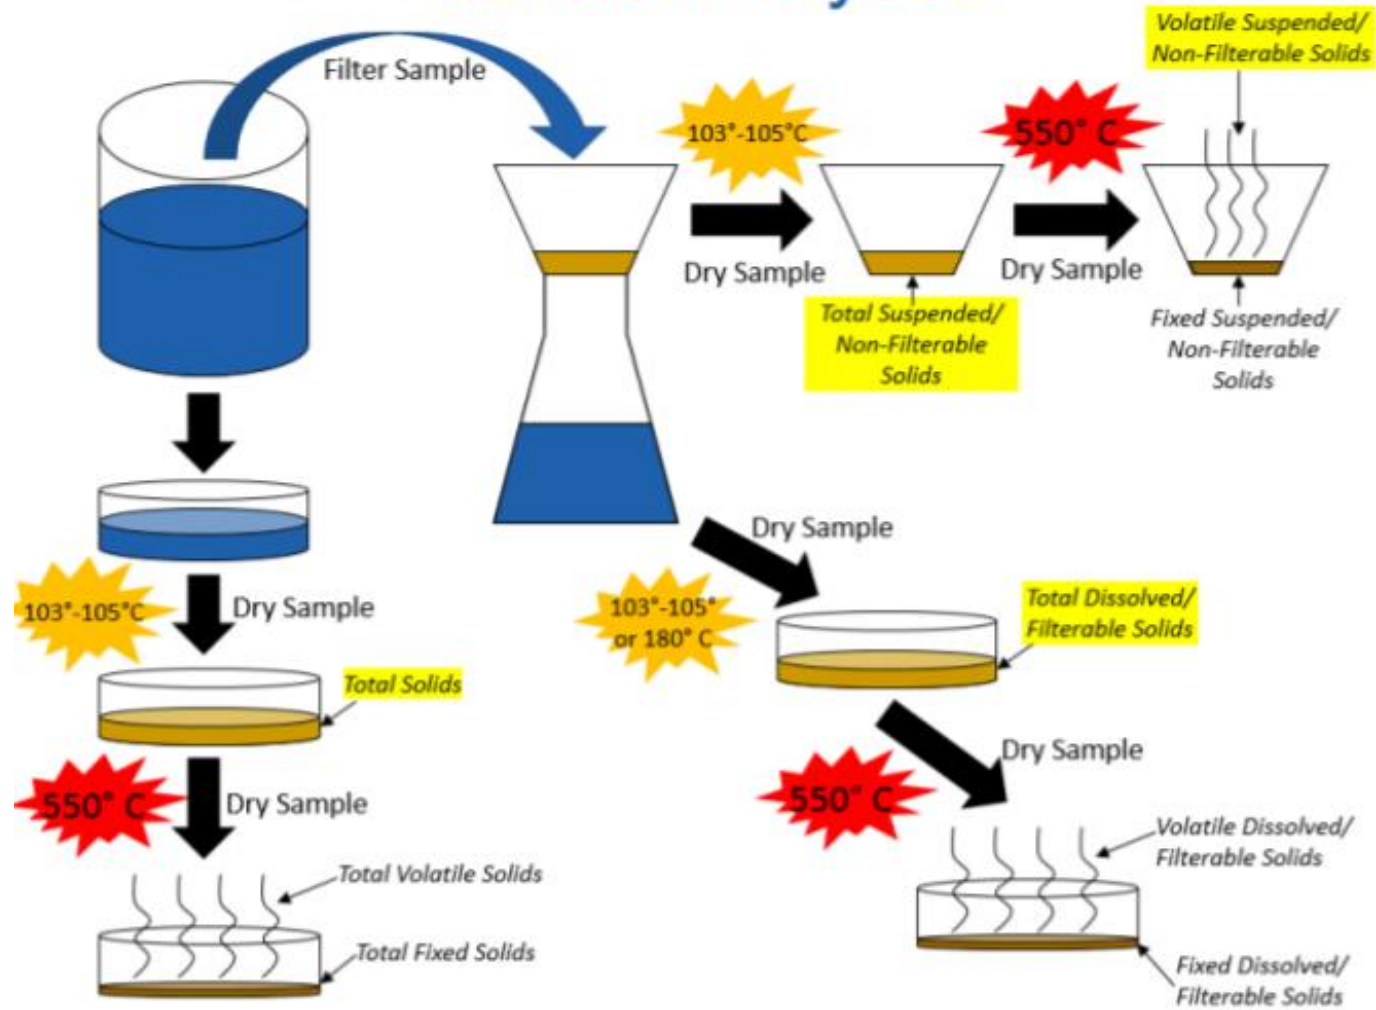 Filter Sample
103°-105°C
Dry Sample
Total Suspended/
Non-Filterable
Solids
550° C
Dry Sample
Volatile Suspended/
Non-Filterable Solids
Fixed Suspended/
Non-Filterable
Solids
103°-105°C
Dry Sample
Total Solids
550° C
Dry Sample
Total Volatile Solids
Total Fixed Solids
Dry Sample
103°-105°
or 180° C
Total Dissolved/
Filterable Solids
550° C
Dry Sample
Volatile Dissolved/
Filterable Solids
Fixed Dissolved/
Filterable Solids